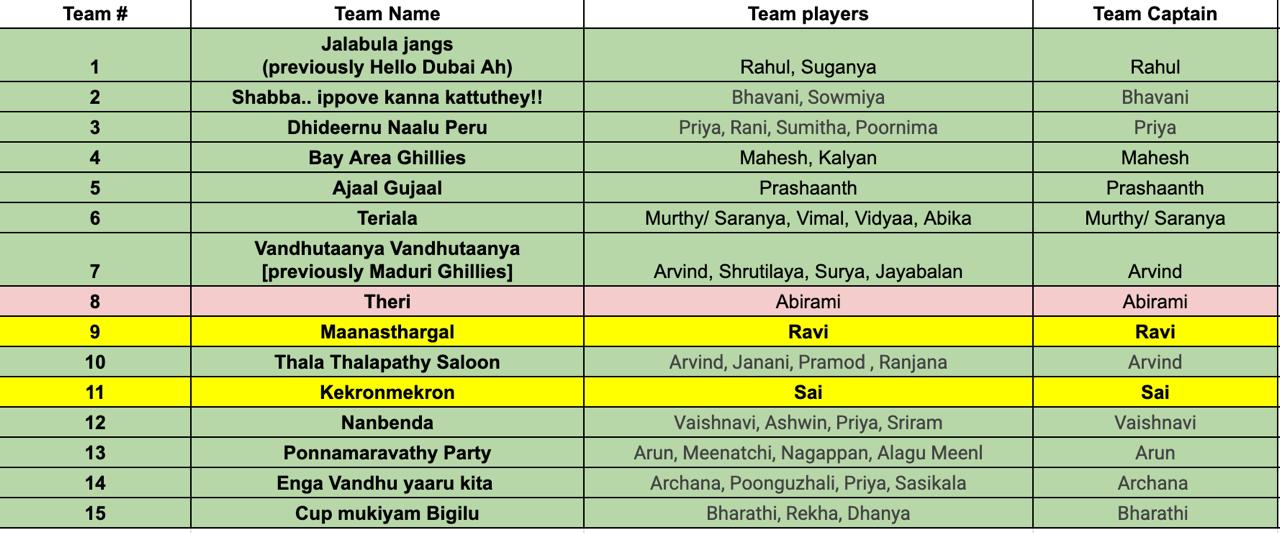 Team # Team Name Team players Team Captain
Jalabula jangs
1 (previously Hello Dubai Ah) Rahul, Suganya Rahul
2 Shabba.. ippove kanna kattuthey!! Bhavani, Sowmiya Bhavani
3 Dhideernu Naalu Peru Priya, Rani, Sumitha, Poornima Priya
4 Bay Area Ghillies Mahesh, Kalyan Mahesh
5 Ajaal Gujaal Prashaanth Prashaanth
6 Teriala Murthy/ Saranya, Vimal, Vidyaa, Abika Murthy/ Saranya
Vandhutaanya Vandhutaanya
7 [previously Maduri Ghillies] Arvind, Shrutilaya, Surya, Jayabalan Arvind
8 Theri Abirami Abirami
9 Maanasthargal Ravi Ravi
10 Thala Thalapathy Saloon Arvind, Janani, Pramod , Ranjana Arvind
11 Kekronmekron Sai Sai
12 Nanbenda Vaishnavi, Ashwin, Priya, Sriram Vaishnavi
13 Ponnamaravathy Party Arun, Meenatchi, Nagappan, Alagu Meenl Arun
14 Enga Vandhu yaaru kita Archana, Poonguzhali, Priya, Sasikala Archana
15 Cup mukiyam Bigilu Bharathi, Rekha, Dhanya Bharathi